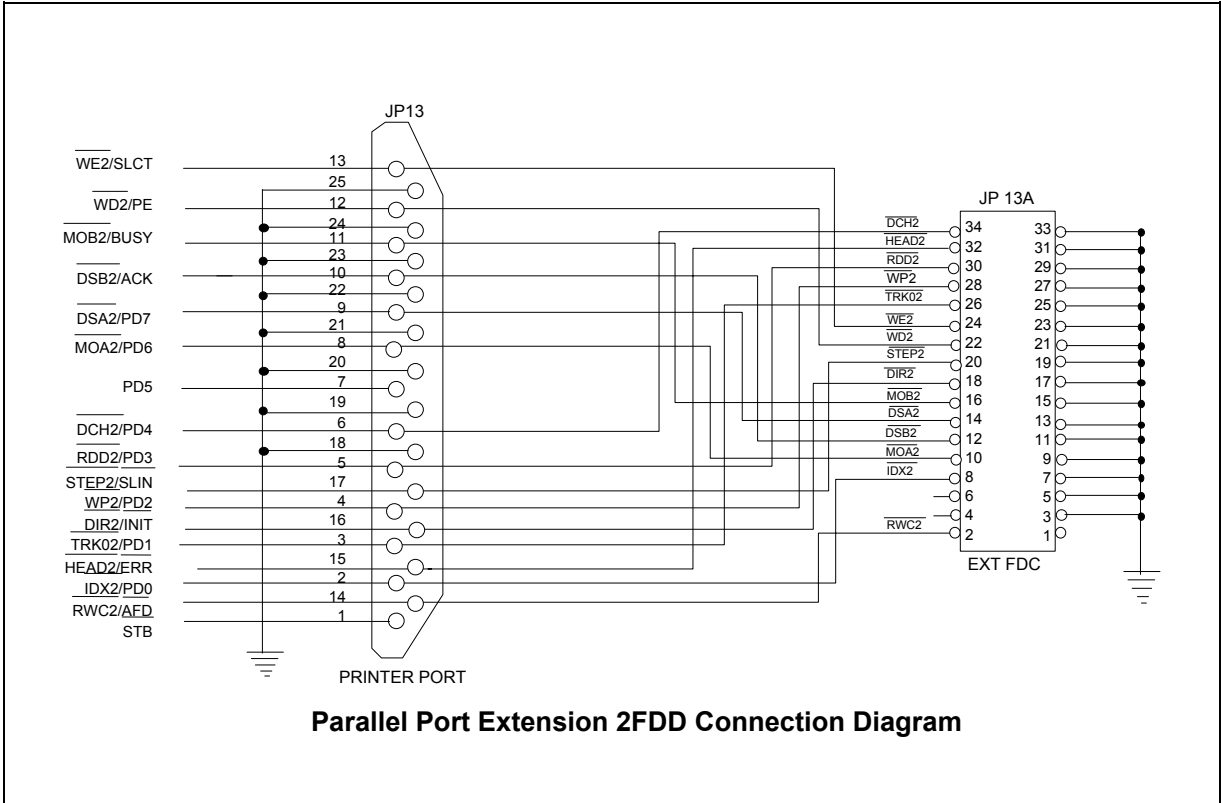 JP13
WE2/SLCT
WD2/PE
MOB2/BUSY
DSB2/ACK
DSA2/PD7
MOA2/PD6
PD5
DCH2/PD4
RDD2/PD3
STEP2/SLIN
WP2/PD2
DIR2/INIT
TRK02/PD1
HEAD2/ERR
IDX2/PD0
RWC2/AFD
STB
13
25
12
24
11
23
10
22
9
21
8
20
7
19
6
18
5
17
4
16
3
15
2
14
1
PRINTER PORT
JP 13A
DCH2 34 33
HEAD2 32 31
RDD2 30 29
WP2 28 27
TRK02 26 25
WE2 24 23
WD2 22 21
STEP2 20 19
DIR2 18 17
MOB2 16 15
DSA2 14 13
DSB2 12 11
MOA2 10 9
IDX2 8 7
6 5
4 3
RWC2 2 1
EXT FDC
Parallel Port Extension 2FDD Connection Diagram